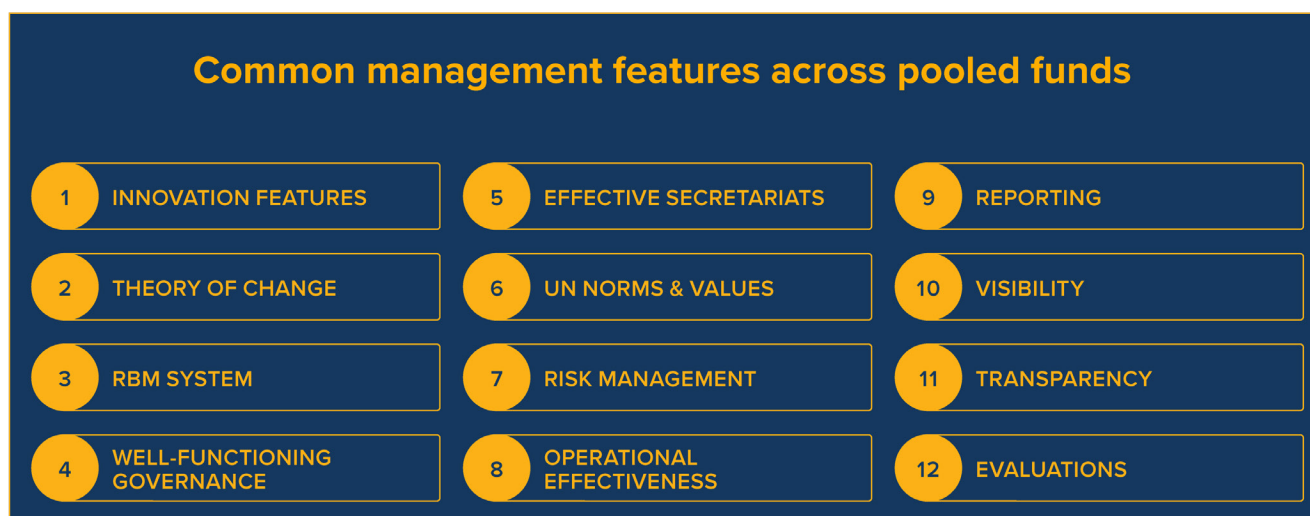 Common management features across pooled funds
1
INNOVATION FEATURES
2
THEORY OF CHANGE
3
RBM SYSTEM
4
WELL-FUNCTIONING
GOVERNANCE
5
EFFECTIVE SECRETARIATS
6
UN NORMS & VALUES
7
RISK MANAGEMENT
8
OPERATIONAL
EFFECTIVENESS
9
REPORTING
10
VISIBILITY
11
TRANSPARENCY
12
EVALUATIONS